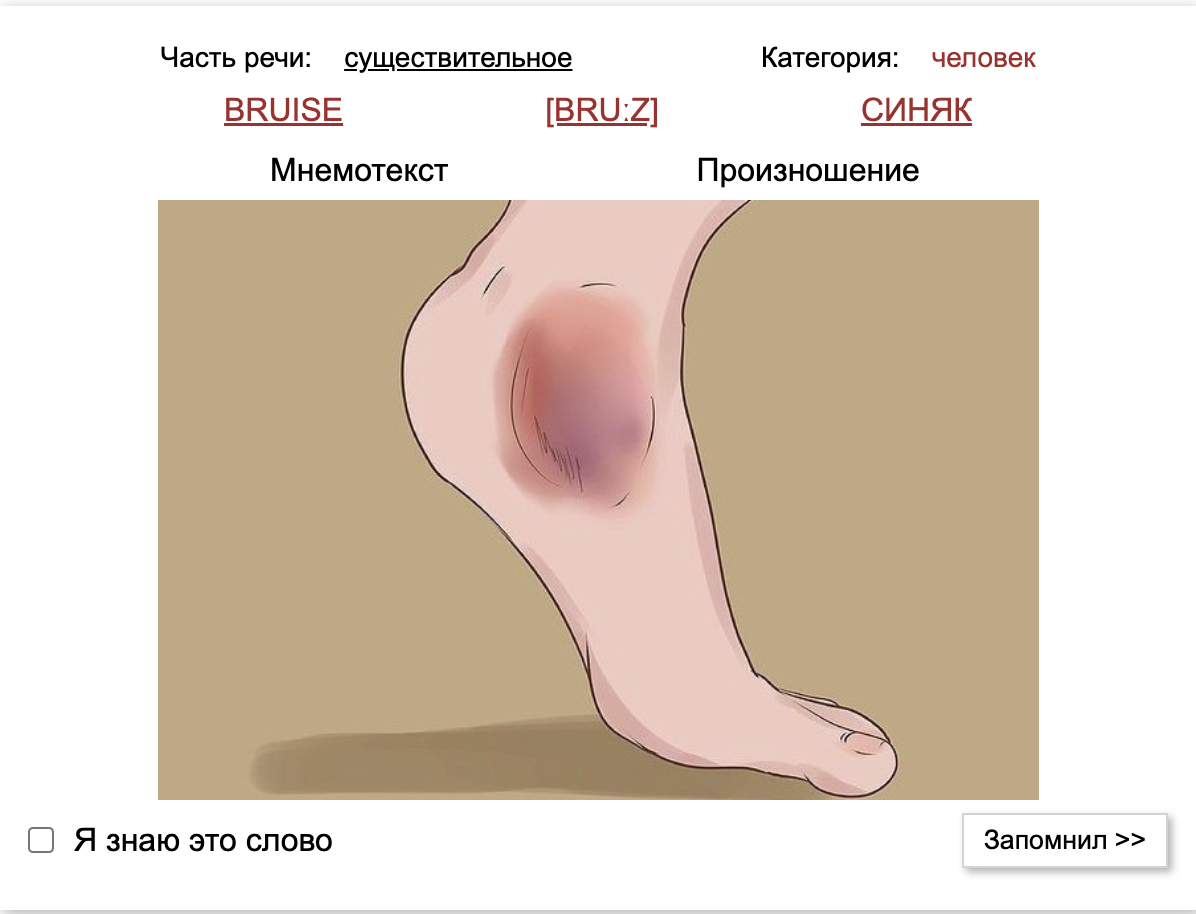 Часть речи: существительное Категория: человек
BRUISE [BRU:Z] СИНЯК
Мнемотекст Произношение
Я знаю это слово Запомнил >>